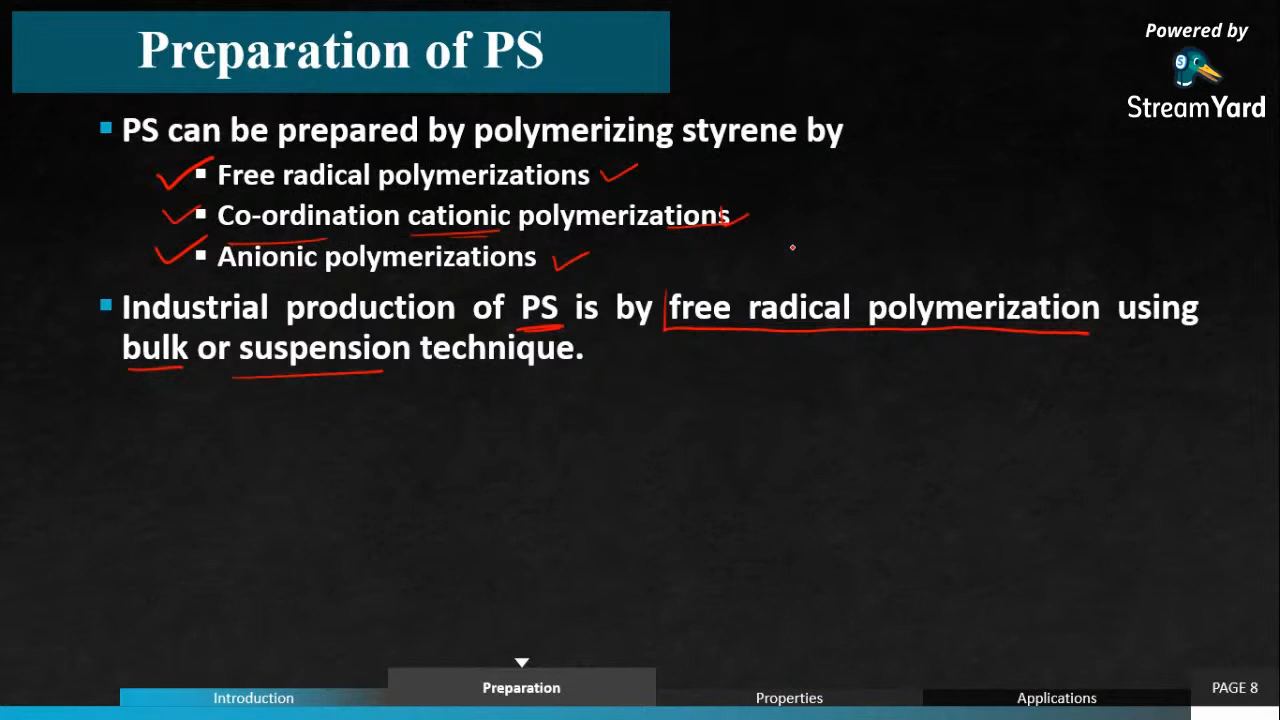 Preparation of PS
Powered by
StreamYard
PS can be prepared by polymerizing styrene by
Free radical polymerizations
Co-ordination cationic polymerizations
Anionic polymerizations
Industrial production of PS is by free radical polymerization using
bulk or suspension technique.
Introduction
Preparation
Properties
Applications
PAGE 8